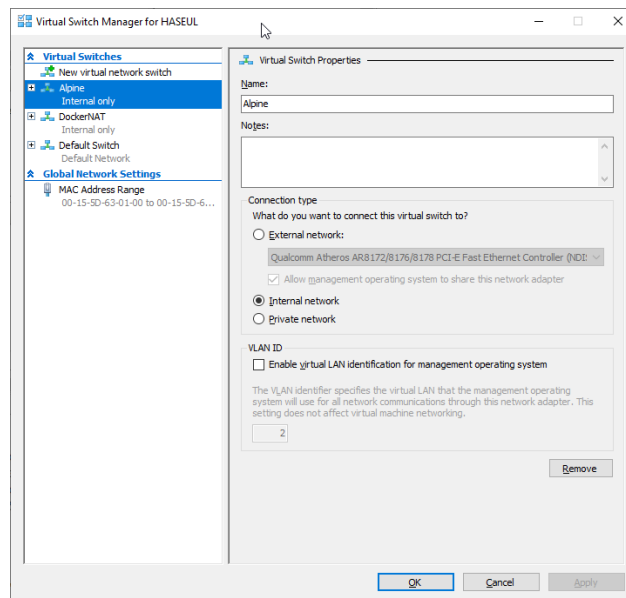 Virtual Switch Manager for HASEUL
Virtual Switches
New virtual network switch
Alpine
Internal only
DockerNAT
Internal only
Default Switch
Default Network
Global Network Settings
MAC Address Range
00-15-5D-63-01-00 to 00-15-5D-6...
Virtual Switch Properties
Name:
Alpine
Notes:
Connection type
What do you want to connect this virtual switch to?
External network:
Qualcomm Atheros AR8172/8176/8178 PCI-E Fast Ethernet Controller (NDI:
Allow management operating system to share this network adapter
Internal network
Private network
VLAN ID
Enable virtual LAN identification for management operating system
The VLAN identifier specifies the virtual LAN that the management operating
system will use for all network communications through this network adapter. This
setting does not affect virtual machine networking.
2
Remove
OK Cancel Apply